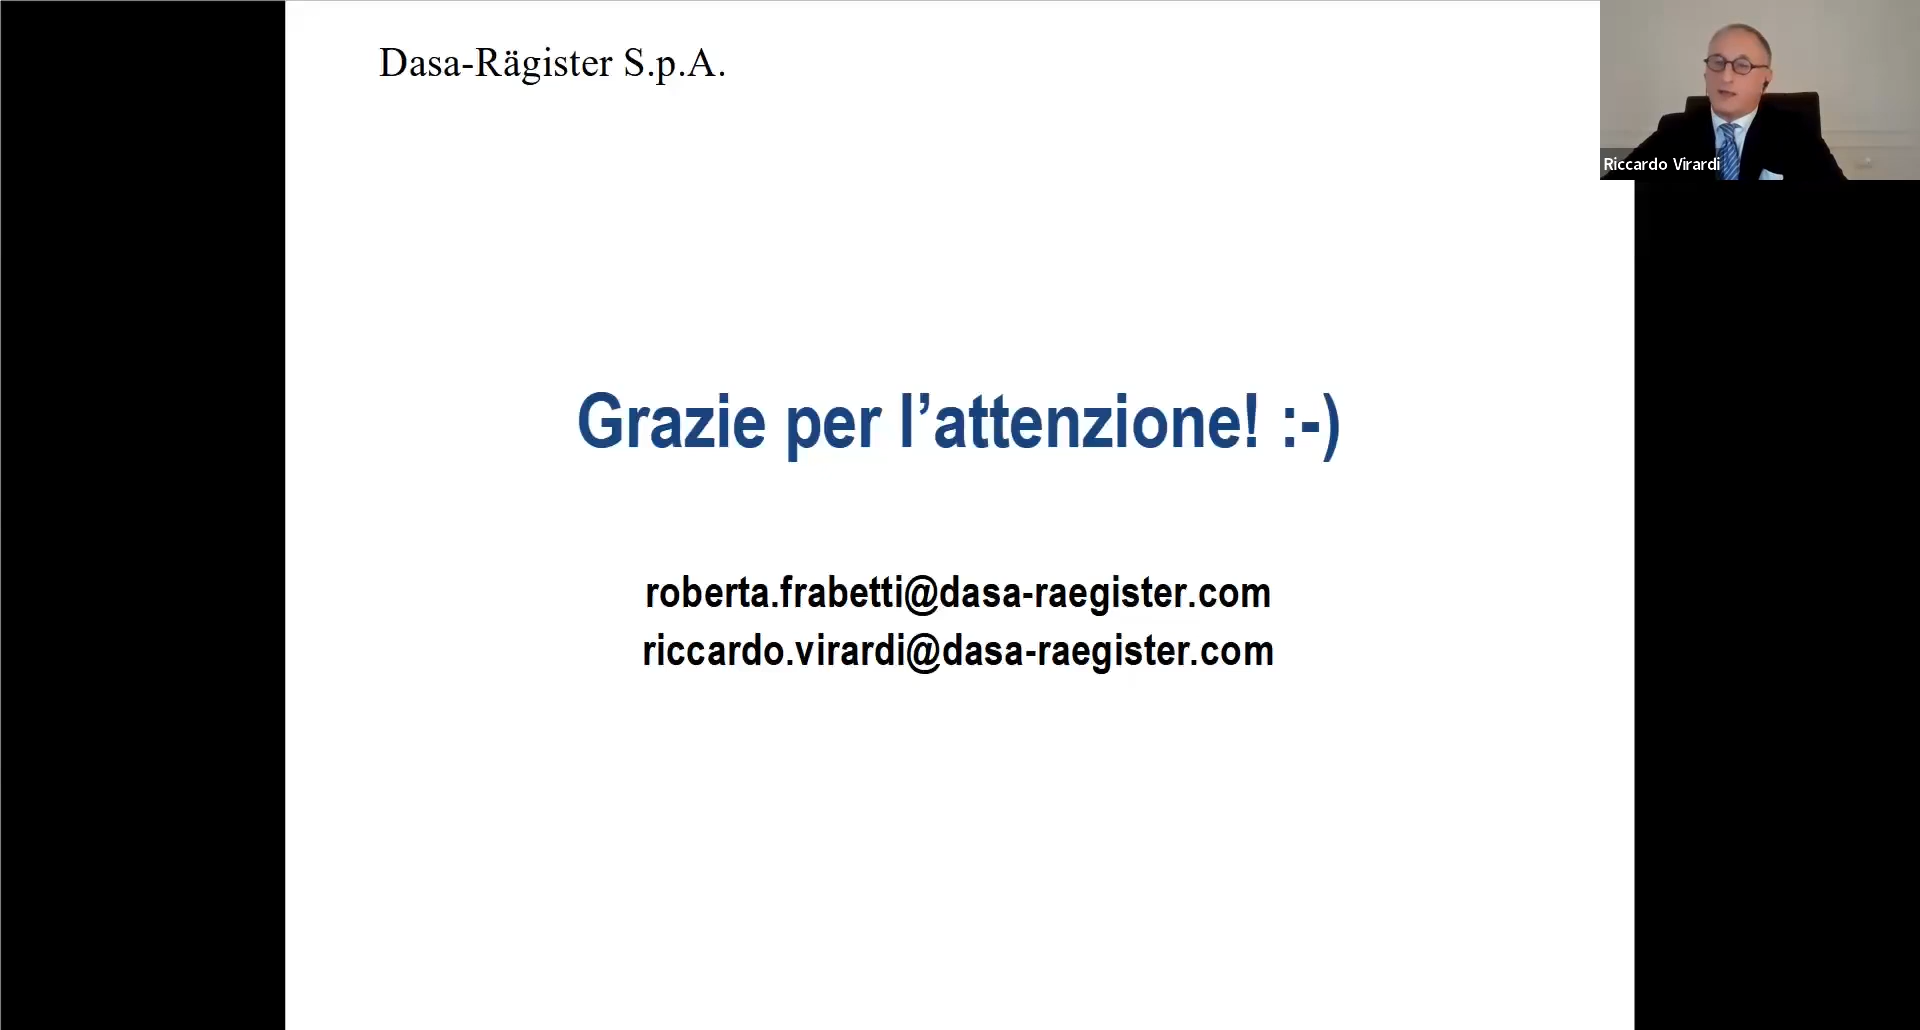 Dasa-Rägister S.p.A.
Riccardo Virardi
Grazie per l’attenzione! :-)
roberta.frabetti@dasa-raegister.com
riccardo.virardi@dasa-raegister.com